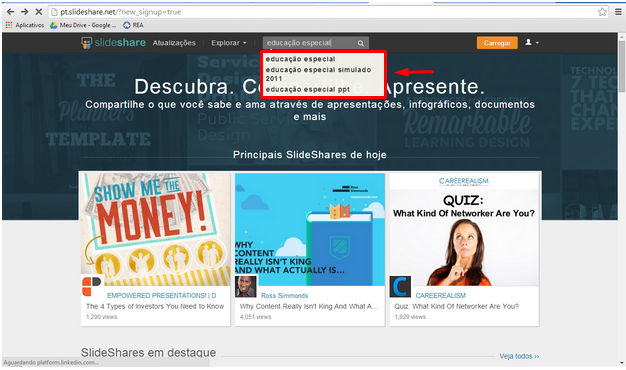 pt.slideshare.net/?new_signup=true
Aplicativos Meu Drive - Google ... REA
slideshare Atualizações Explorar educação especial Carregar
educação especial
educação especial simulado
2011
educação especial ppt
Descubra. Apresente.
Compartilhe o que você sabe e ama através de apresentações, infográficos, documentos
e mais
THE PIONEERS
TEMPLATE
Public Service
Remarkable
LEARNING DESIGN
Principais SlideShares de hoje
SHOW ME THE
MONEY!
EMPOWERED PRESENTATIONS! | D
The 4 Types of Investors You Need to Know
1,290 views
Ross
Simmonds
WHY
CONTENT
REALLY ISN'T KING
AND WHAT ACTUALLY IS...
Ross Simmonds
Why Content Really Isn't King And What A...
4,051 views
CAREEREALISM
QUIZ:
What Kind Of Networker Are You?
CAREEREALISM
Quiz: What Kind Of Networker Are You?
1,829 views
SlideShares em destaque Veja todos ››
Aguardando platform.linkedin.com...